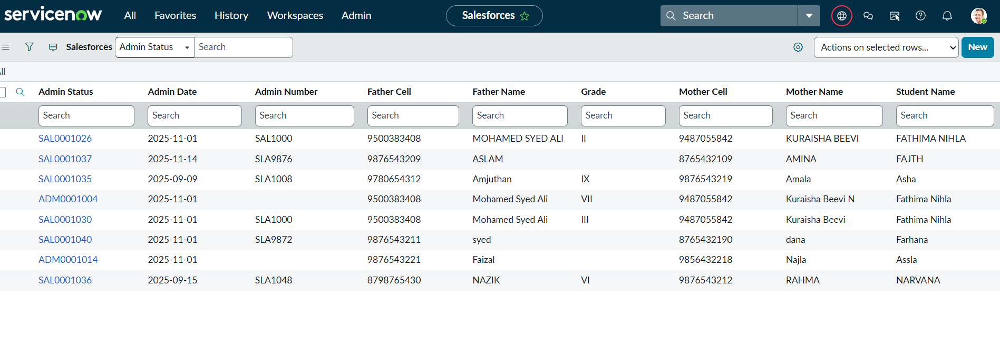 servicenow All Favorites History Workspaces Admin Salesforces Search
Salesforces Admin Status Search Actions on selected rows... New
All
Admin Status Admin Date Admin Number Father Cell Father Name Grade Mother Cell Mother Name Student Name
Search Search Search Search Search Search Search Search Search
SAL0001026 2025-11-01 SAL1000 9500383408 MOHAMED SYED ALI II 9487055842 KURAISHA BEEVI FATHIMA NIHLA
SAL0001037 2025-11-14 SLA9876 9876543209 ASLAM 8765432109 AMINA FAJTH
SAL0001035 2025-09-09 SLA1008 9780654312 Amjuthan IX 9876543219 Amala Asha
ADM0001004 2025-11-01 9500383408 Mohamed Syed Ali VII 9487055842 Kuraisha Beevi N Fathima Nihla
SAL0001030 2025-11-01 SLA1000 9500383408 Mohamed Syed Ali III 9487055842 Kuraisha Beevi Fathima Nihla
SAL0001040 2025-11-01 SLA9872 9876543211 syed 8765432190 dana Farhana
ADM0001014 2025-11-01 9876543221 Faizal 9856432218 Najla Assla
SAL0001036 2025-09-15 SLA1048 8798765430 NAZIK VI 9876543212 RAHMA NARVANA